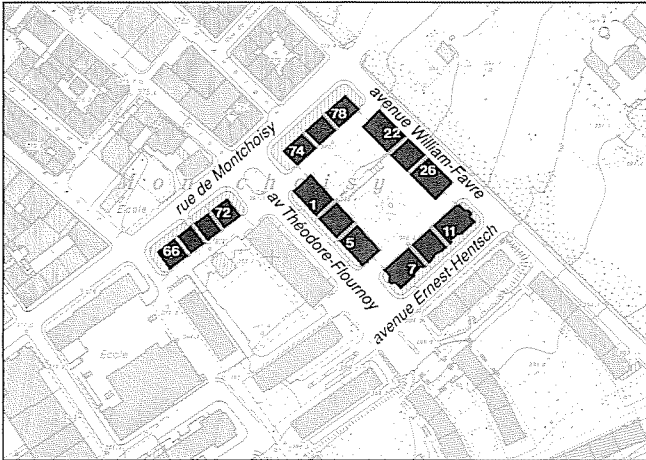 avenue William-Favre
78
22
74
26
rue de Montchoisy
M o n c h i s y
Ecole
72
1
av Théodore-Flournoy
66
5
11
7
avenue Ernest-Hentsch
Ecole